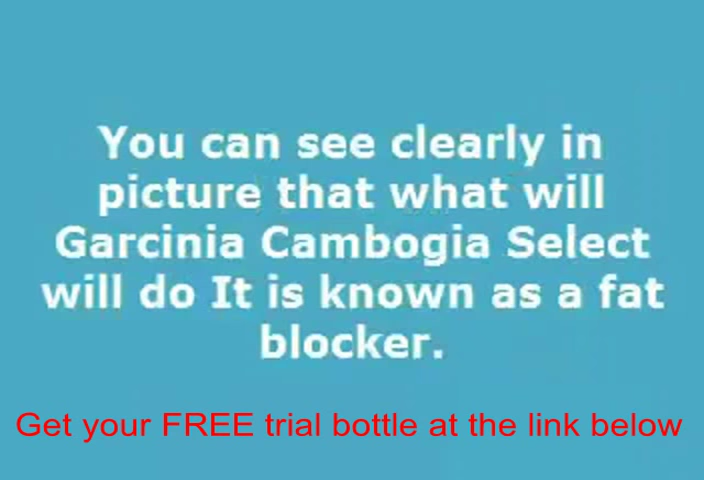 You can see clearly in
picture that what will
Garcinia Cambogia Select
will do It is known as a fat
blocker.
Get your FREE trial bottle at the link below